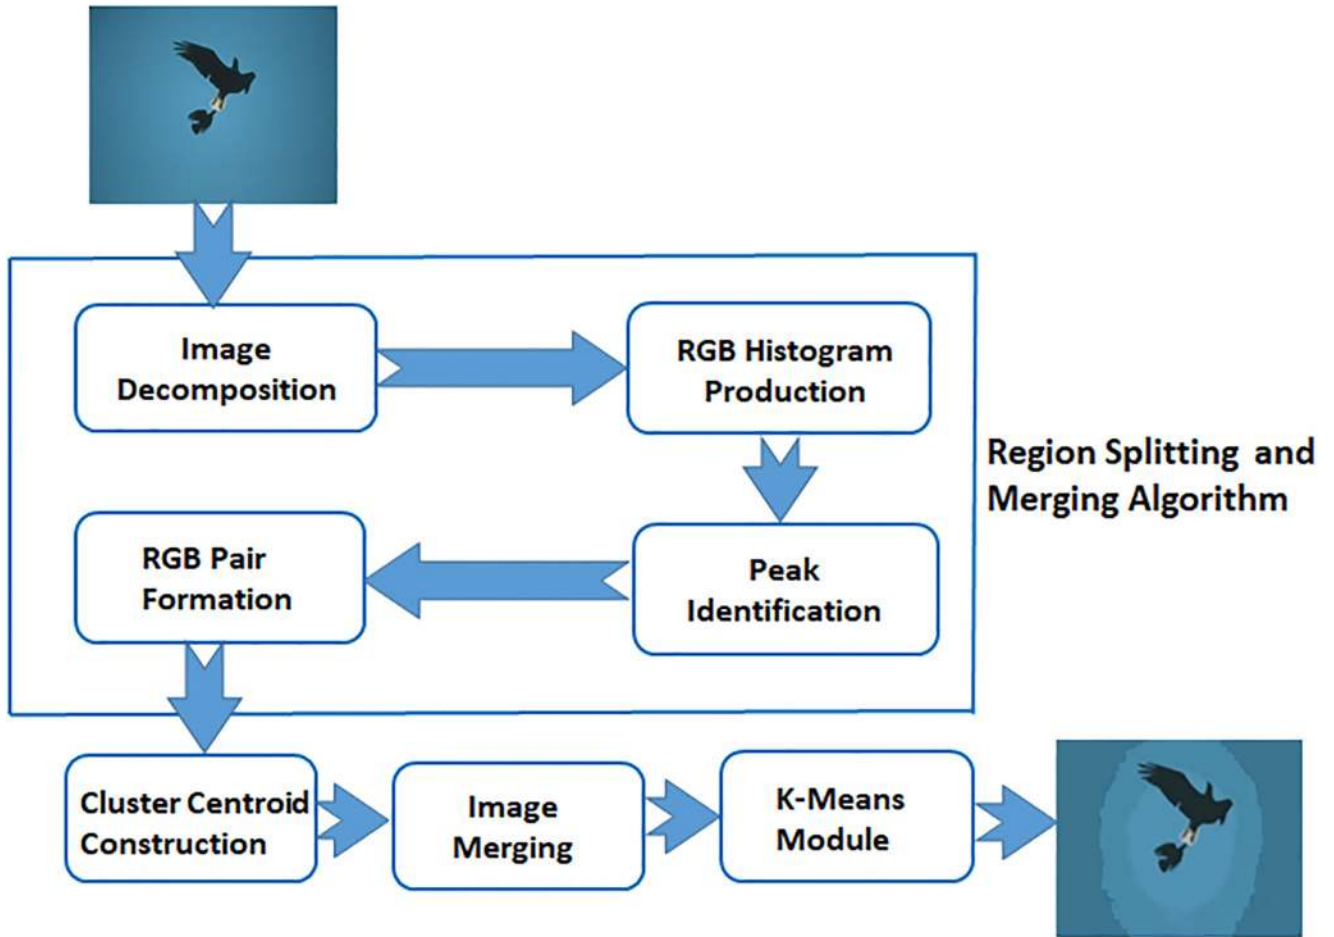 Image
Decomposition
RGB Histogram
Production
Region Splitting and
Merging Algorithm
RGB Pair
Formation
Peak
Identification
Cluster Centroid
Construction
Image
Merging
K-Means
Module